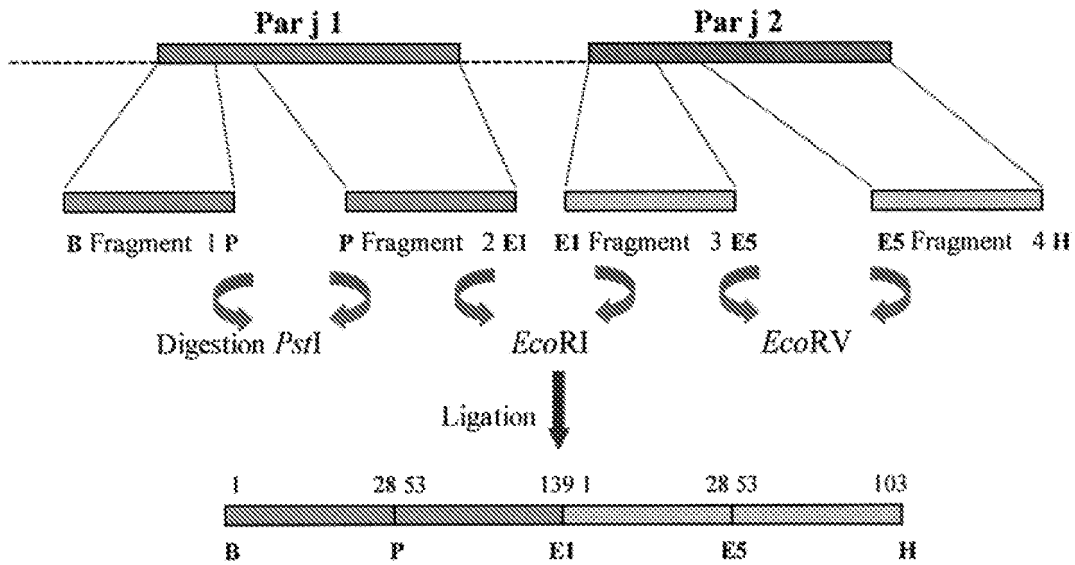 Par j 1 Par j 2
B Fragment 1 P P Fragment 2 E1 E1 Fragment 3 E5 E5 Fragment 4 H
Digestion PstI EcoRI EcoRV
Ligation
1 28 53 139 1 28 53 103
B P E1 E5 H